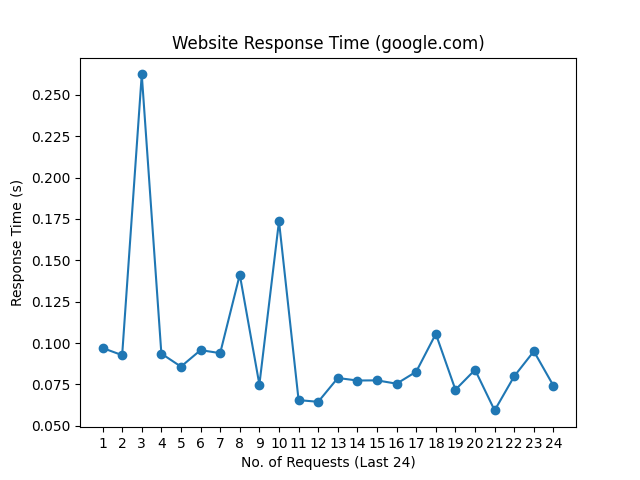 Website Response Time (google.com)
0.250
0.225
0.200
0.175
0.150
0.125
0.100
0.075
0.050
Response Time (s)
1 2 3 4 5 6 7 8 9 10 11 12 13 14 15 16 17 18 19 20 21 22 23 24
No. of Requests (Last 24)